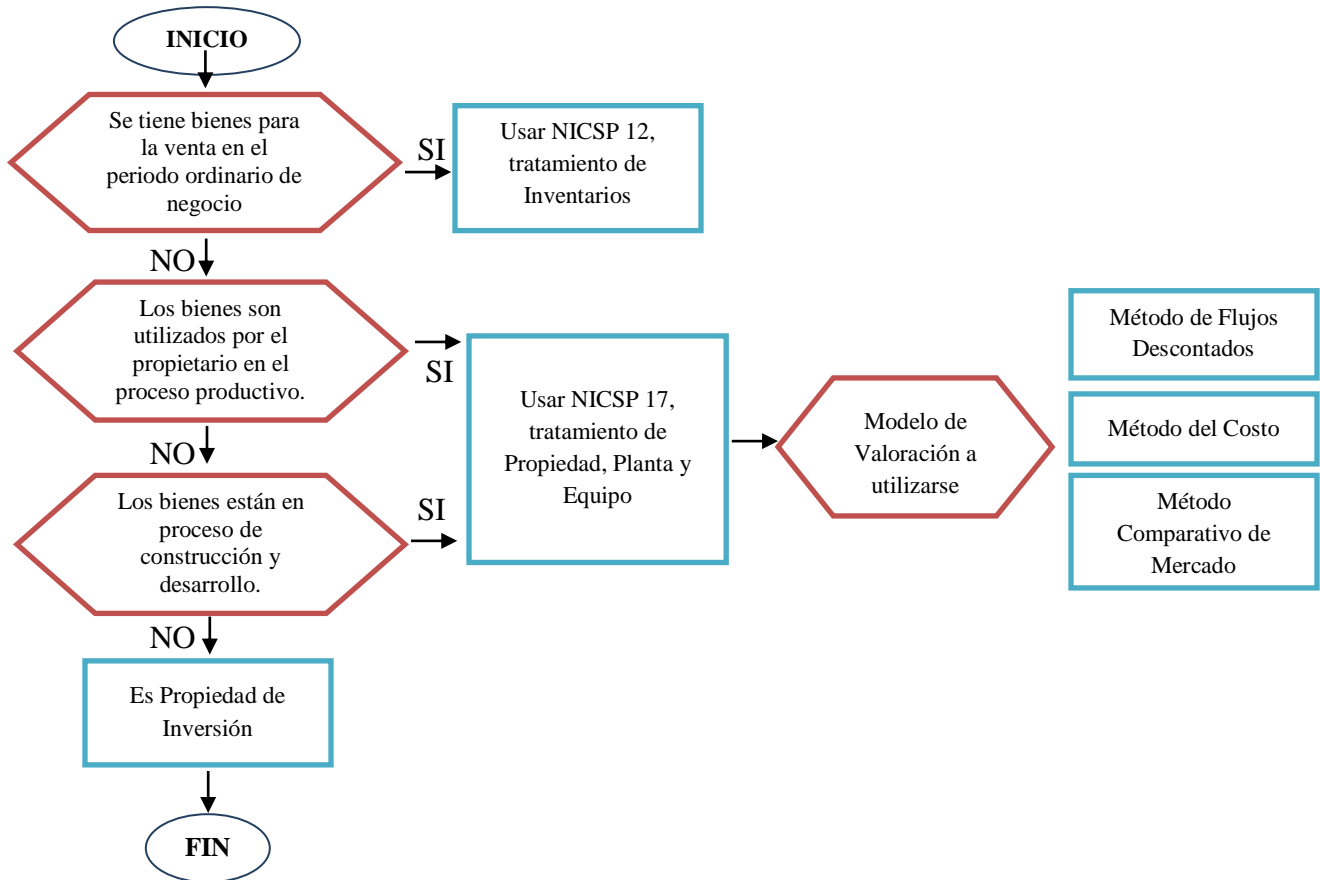 INICIO
Se tiene bienes para
la venta en el
periodo ordinario de
negocio
SI
Usar NICSP 12,
tratamiento de
Inventarios
NO
Los bienes son
utilizados por el
propietario en el
proceso productivo.
SI
Usar NICSP 17,
tratamiento de
Propiedad, Planta y
Equipo
Modelo de
Valoración a
utilizarse
Método de Flujos
Descontados
Método del Costo
Método
Comparativo de
Mercado
NO
Los bienes están en
proceso de
construcción y
desarrollo.
SI
NO
Es Propiedad de
Inversión
FIN